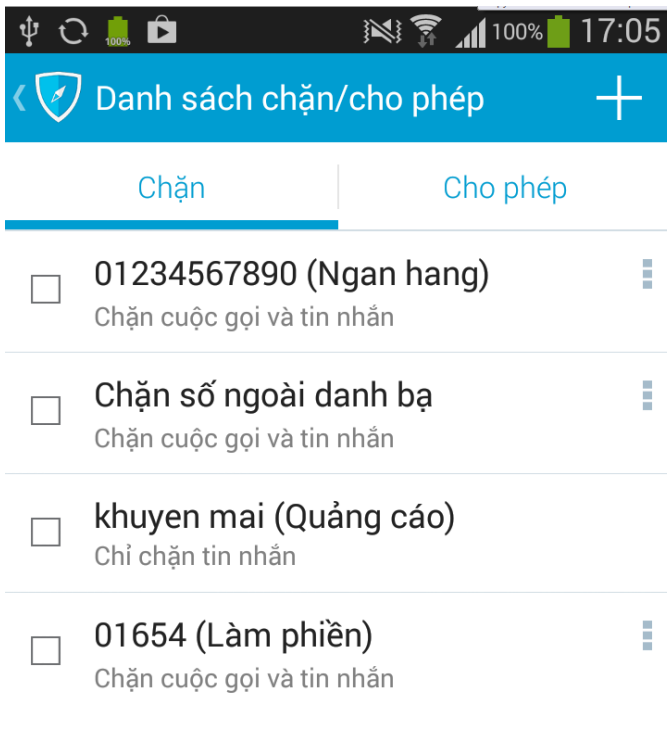 100% 100% 17:05
Danh sách chặn/cho phép
Chặn Cho phép
01234567890 (Ngan hang)
Chặn cuộc gọi và tin nhắn
Chặn số ngoài danh bạ
Chặn cuộc gọi và tin nhắn
khuyen mai (Quảng cáo)
Chỉ chặn tin nhắn
01654 (Làm phiền)
Chặn cuộc gọi và tin nhắn